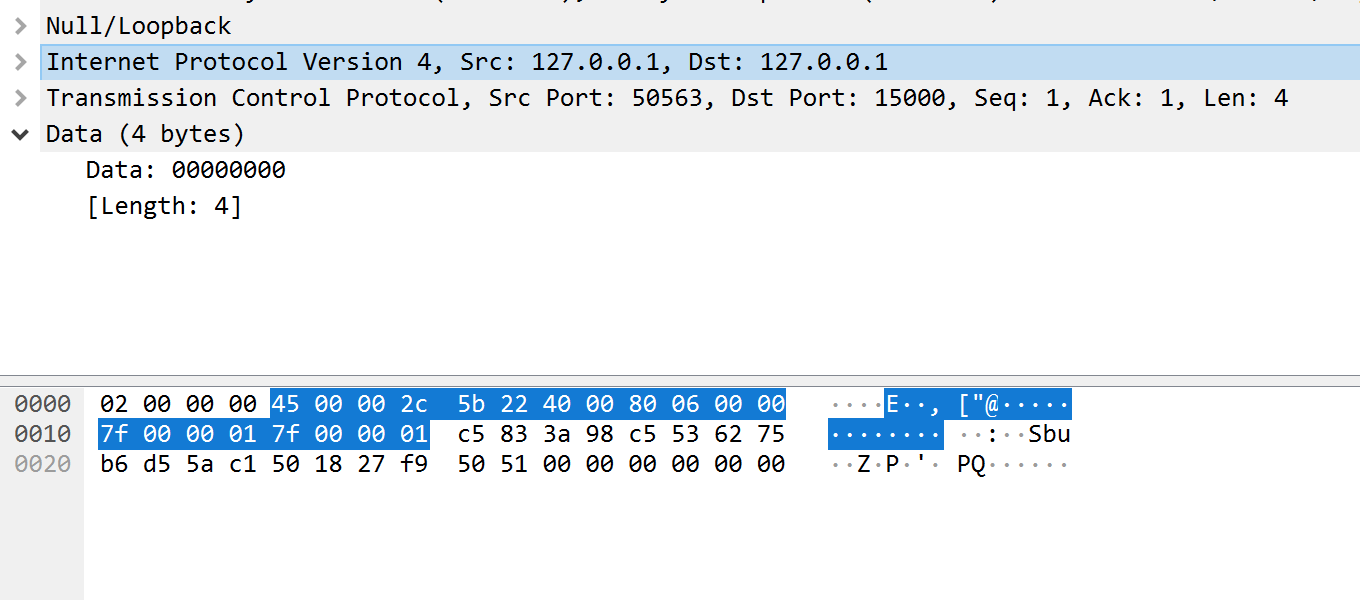 Null/Loopback
Internet Protocol Version 4, Src: 127.0.0.1, Dst: 127.0.0.1
Transmission Control Protocol, Src Port: 50563, Dst Port: 15000, Seq: 1, Ack: 1, Len: 4
Data (4 bytes)
Data: 00000000
[Length: 4]
0000 02 00 00 00 45 00 00 2c 5b 22 40 00 80 06 00 00 ····E··, ["@·····
0010 7f 00 00 01 7f 00 00 01 c5 83 3a 98 c5 53 62 75 ········ ··:··Sbu
0020 b6 d5 5a c1 50 18 27 f9 50 51 00 00 00 00 00 00 ··Z·P·'· PQ······